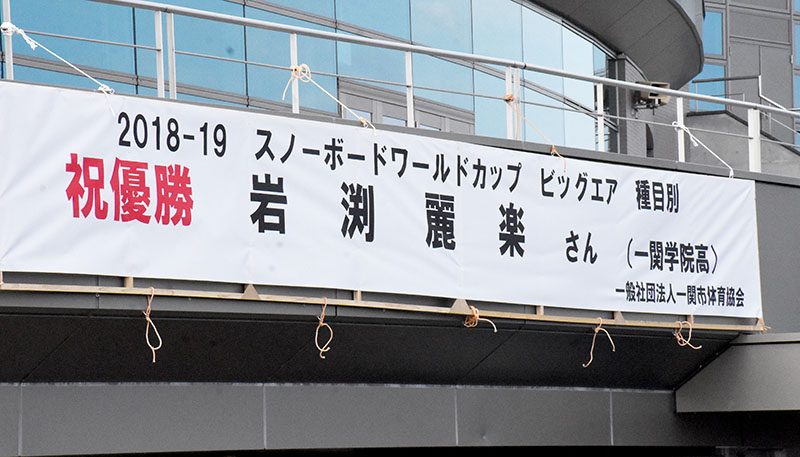 2018-19 スノーボードワールドカップ ビッグエア 種目別
祝優勝 岩渕麗楽 さん (一関学院高)
一般社団法人一関市体育協会